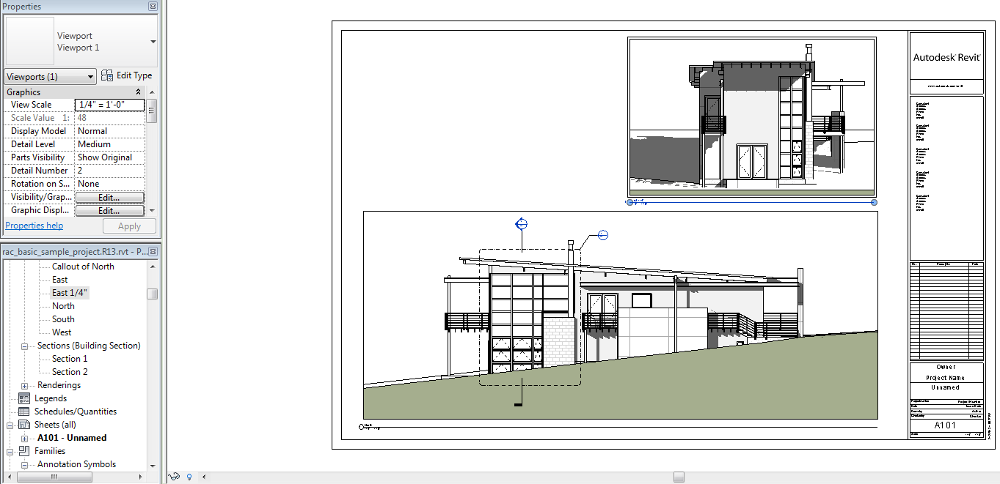 Properties
Viewport
Viewport 1
Viewports (1)
Edit Type
Graphics
View Scale 1/4" = 1'-0"
Scale Value 1: 48
Display Model Normal
Detail Level Medium
Parts Visibility Show Original
Detail Number 2
Rotation on S... None
Visibility/Grap... Edit...
Graphic Displ... Edit...
Properties help
Apply
rac_basic_sample_project.R13.rvt - P...
Callout of North
East
East 1/4"
North
South
West
Sections (Building Section)
Section 1
Section 2
Renderings
Legends
Schedules/Quantities
Sheets (all)
A101 - Unnamed
Families
Annotation Symbols
Autodesk® Revit®
Owner
Project Name
Unnamed
A101